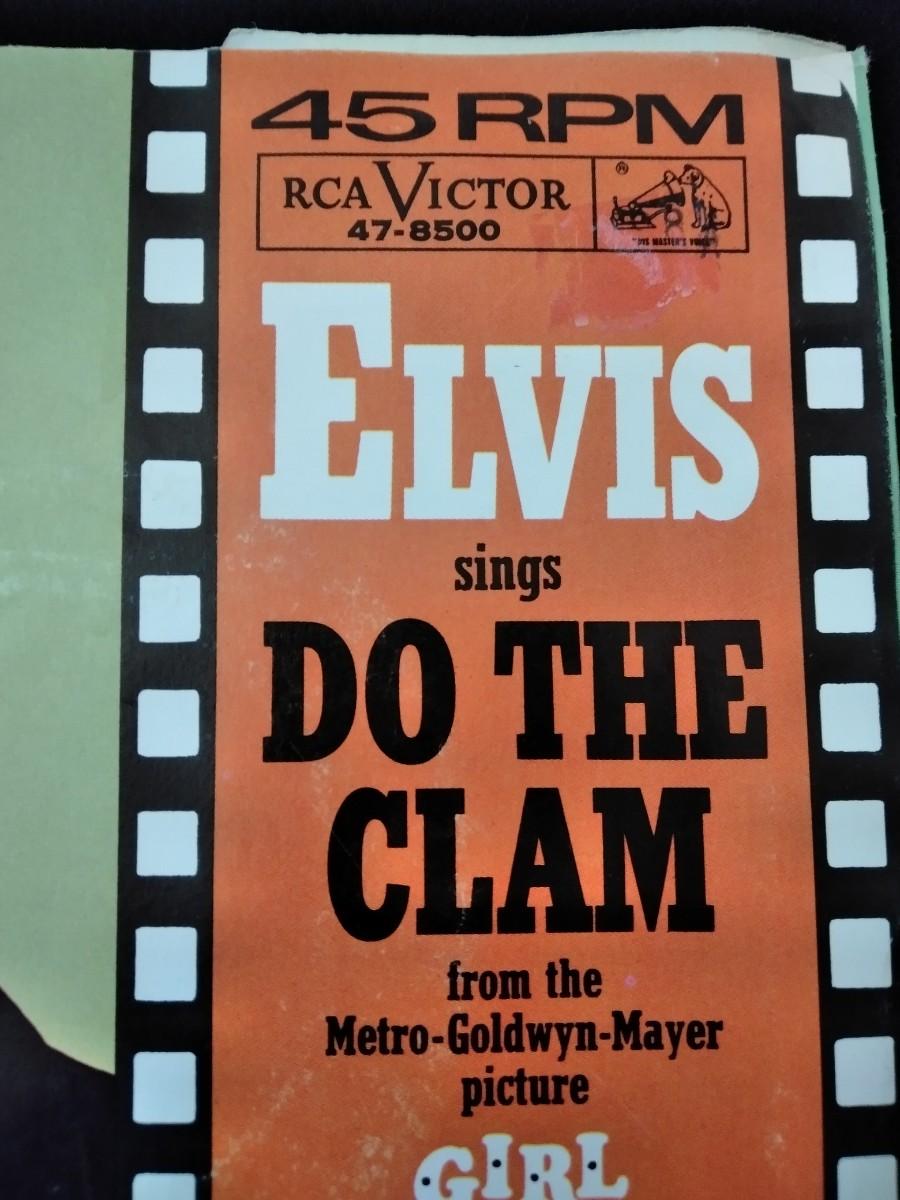 45 RPM
RCA VICTOR
47-8500
®
"HIS MASTER'S VOICE"
ELVIS
sings
DO THE
CLAM
from the
Metro-Goldwyn-Mayer
picture
GIRL